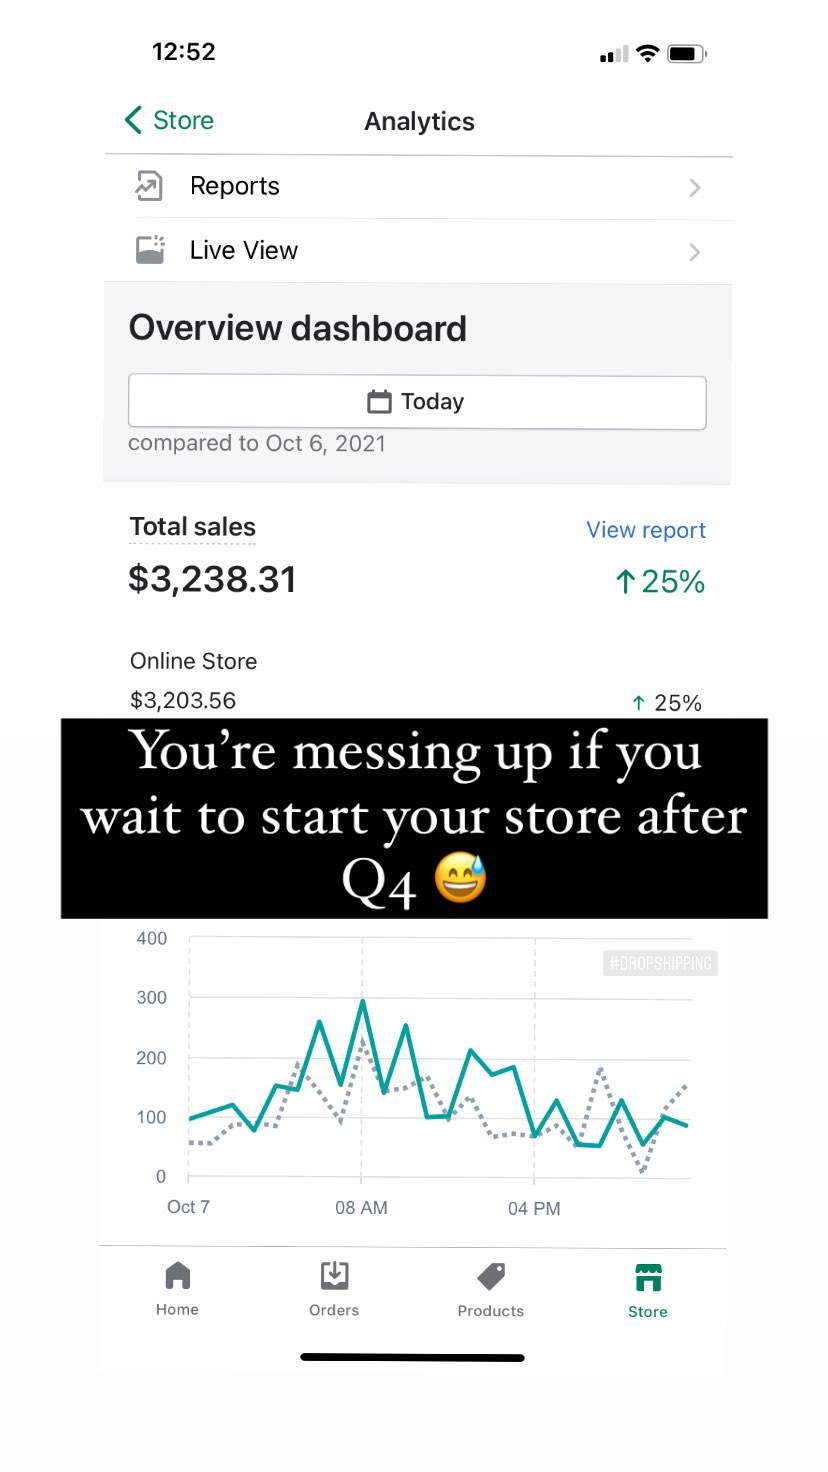 12:52
Store
Analytics
Reports
Live View
Overview dashboard
Today
compared to Oct 6, 2021
Total sales
View report
$3,238.31
↑25%
Online Store
$3,203.56
↑ 25%
You’re messing up if you
wait to start your store after
Q4 😅
400
#DROPSHIPPING
300
200
100
0
Oct 7
08 AM
04 PM
Home
Orders
Products
Store